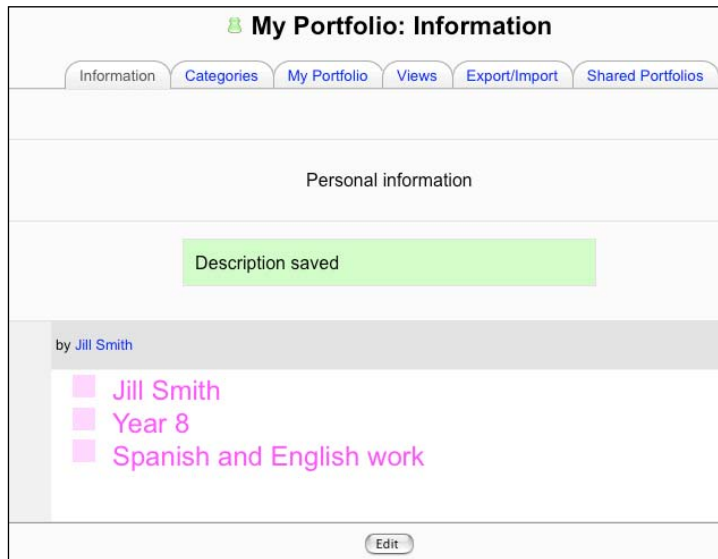 My Portfolio: Information
Information Categories My Portfolio Views Export/Import Shared Portfolios
Personal information
Description saved
by Jill Smith
Jill Smith
Year 8
Spanish and English work
Edit